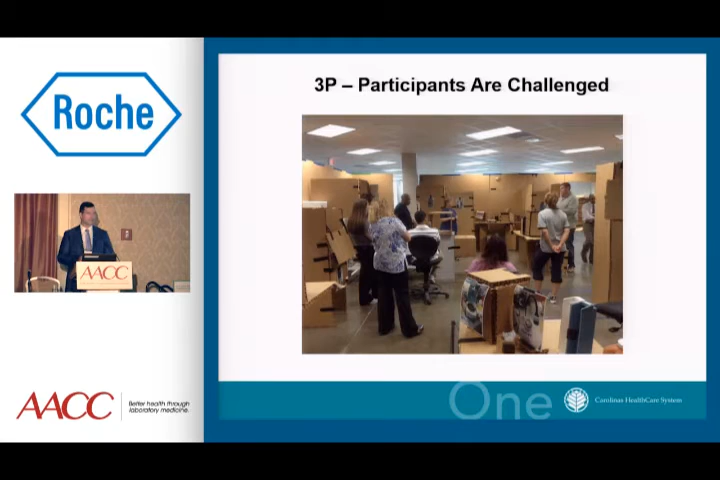 Roche
AACC
AACC
Better health through
laboratory medicine.
3P – Participants Are Challenged
One
Carolinas HealthCare System